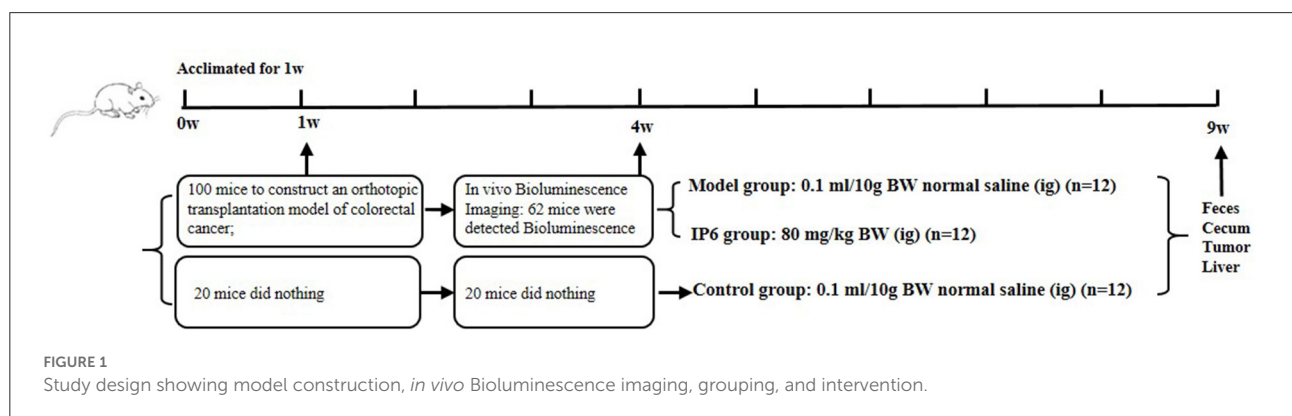 Acclimated for 1w
0w
1w
4w
9w
100 mice to construct an orthotopic
transplantation model of colorectal
cancer;
In vivo Bioluminescence
Imaging: 62 mice were
detected Bioluminescence
Model group: 0.1 ml/10g BW normal saline (ig) (n=12)
IP6 group: 80 mg/kg BW (ig) (n=12)
20 mice did nothing
20 mice did nothing
Control group: 0.1 ml/10g BW normal saline (ig) (n=12)
Feces
Cecum
Tumor
Liver
FIGURE 1
Study design showing model construction, in vivo Bioluminescence imaging, grouping, and intervention.